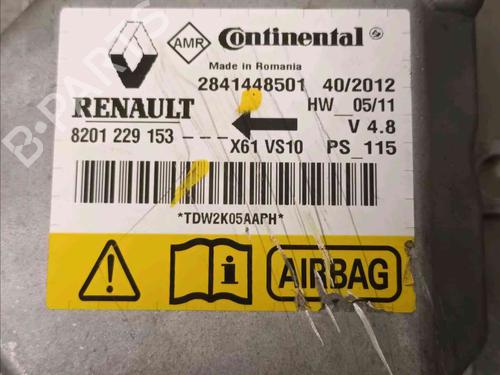 AMR Continental
Made in Romania
2841448501 40/2012
HW_05/11
RENAULT
V 4.8
8201 229 153 --- X61 VS10 PS_115
*TDW2K05AAPH*
i AIRBAG
B-PARTS